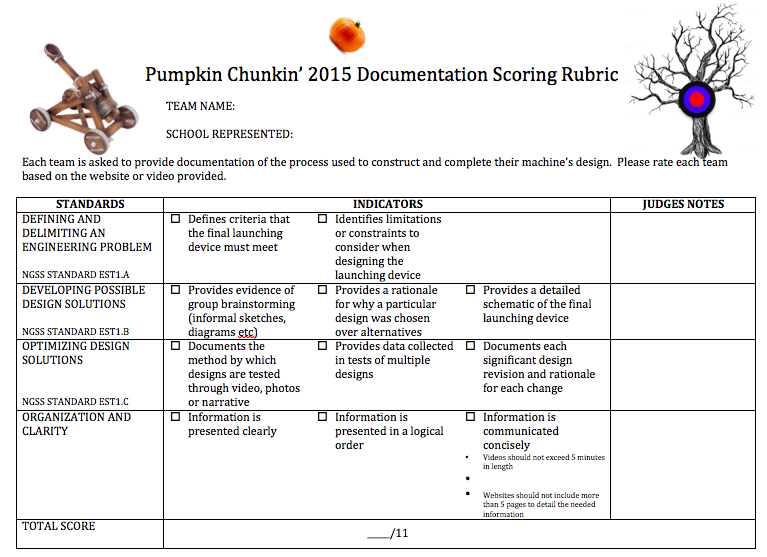 Pumpkin Chunkin' 2015 Documentation Scoring Rubric
TEAM NAME:
SCHOOL REPRESENTED:
Each team is asked to provide documentation of the process used to construct and complete their machine's design.  Please rate each team
based on the website or video provided.
STANDARDS
INDICATORS
JUDGES NOTES
DEFINING AND
DELIMITING AN
ENGINEERING PROBLEM
NGSS STANDARD EST1.A
☐ Defines criteria that
the final launching
device must meet
☐ Identifies limitations
or constraints to
consider when
designing the
launching device
DEVELOPING POSSIBLE
DESIGN SOLUTIONS
NGSS STANDARD EST1.B
☐ Provides evidence of
group brainstorming
(informal sketches,
diagrams etc)
☐ Provides a rationale
for why a particular
design was chosen
over alternatives
☐ Provides a detailed
schematic of the final
launching device
OPTIMIZING DESIGN
SOLUTIONS
NGSS STANDARD EST1.C
☐ Documents the
method by which
designs are tested
through video, photos
or narrative
☐ Provides data collected
in tests of multiple
designs
☐ Documents each
significant design
revision and rationale
for each change
ORGANIZATION AND
CLARITY
☐ Information is
presented clearly
☐ Information is
presented in a logical
order
☐ Information is
communicated
concisely
• Videos should not exceed 5 minutes
in length
•
• Websites should not include more
than 5 pages to detail the needed
information
TOTAL SCORE
____/11